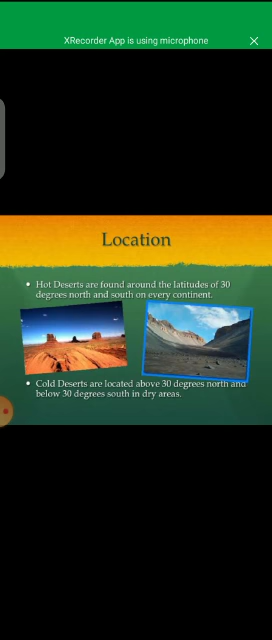 XRecorder App is using microphone
Location
• Hot Deserts are found around the latitudes of 30
degrees north and south on every continent.
• Cold Deserts are located above 30 degrees north and
below 30 degrees south in dry areas.